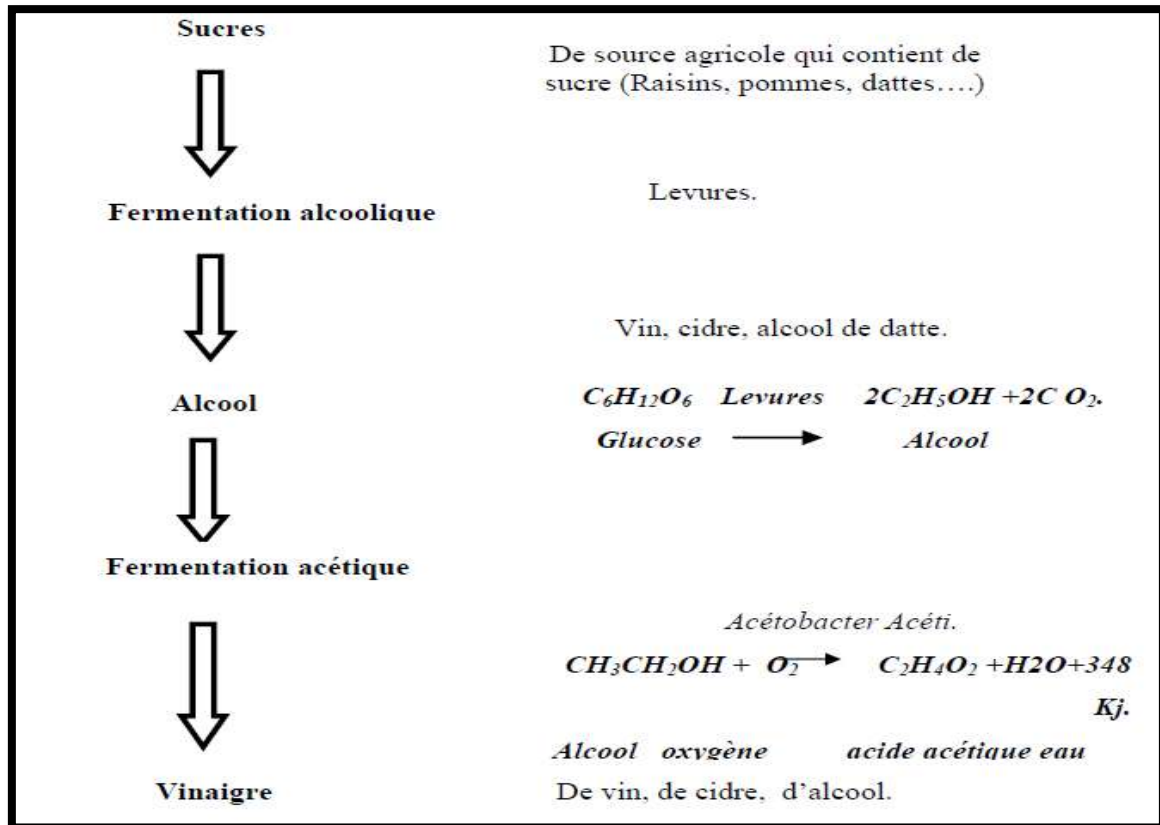 Sucres
De source agricole qui contient de
sucre (Raisins, pommes, dattes….)
Levures.
Fermentation alcoolique
Vin, cidre, alcool de datte.
Alcool
C₆H₁₂O₆ Levures 2C₂H₅OH +2C O₂.
Glucose ⟶ Alcool
Fermentation acétique
Acétobacter Acéti.
CH₃CH₂OH + O₂ ⟶ C₂H₄O₂ +H2O+348
Kj.
Alcool oxygène acide acétique eau
Vinaigre
De vin, de cidre, d’alcool.